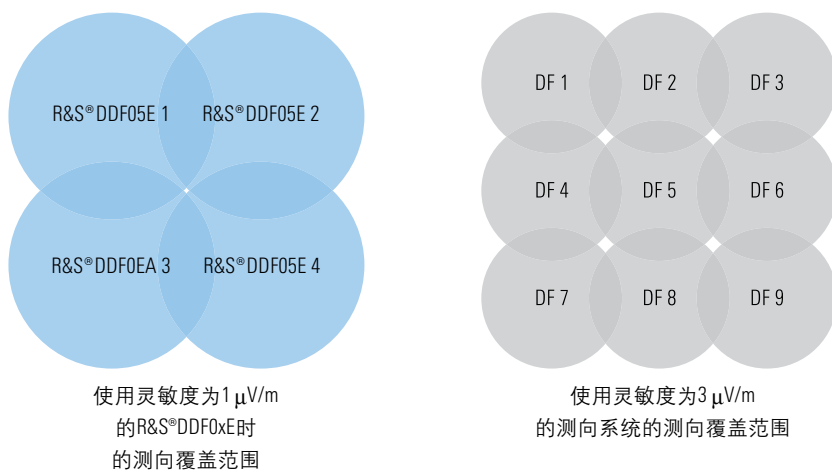 R&S®DDF05E 1
R&S®DDF05E 2
R&S®DDF0EA 3
R&S®DDF05E 4
使用灵敏度为1 µV/m
的R&S®DDF0xE时
的测向覆盖范围
DF 1
DF 2
DF 3
DF 4
DF 5
DF 6
DF 7
DF 8
DF 9
使用灵敏度为3 µV/m
的测向系统的测向覆盖范围